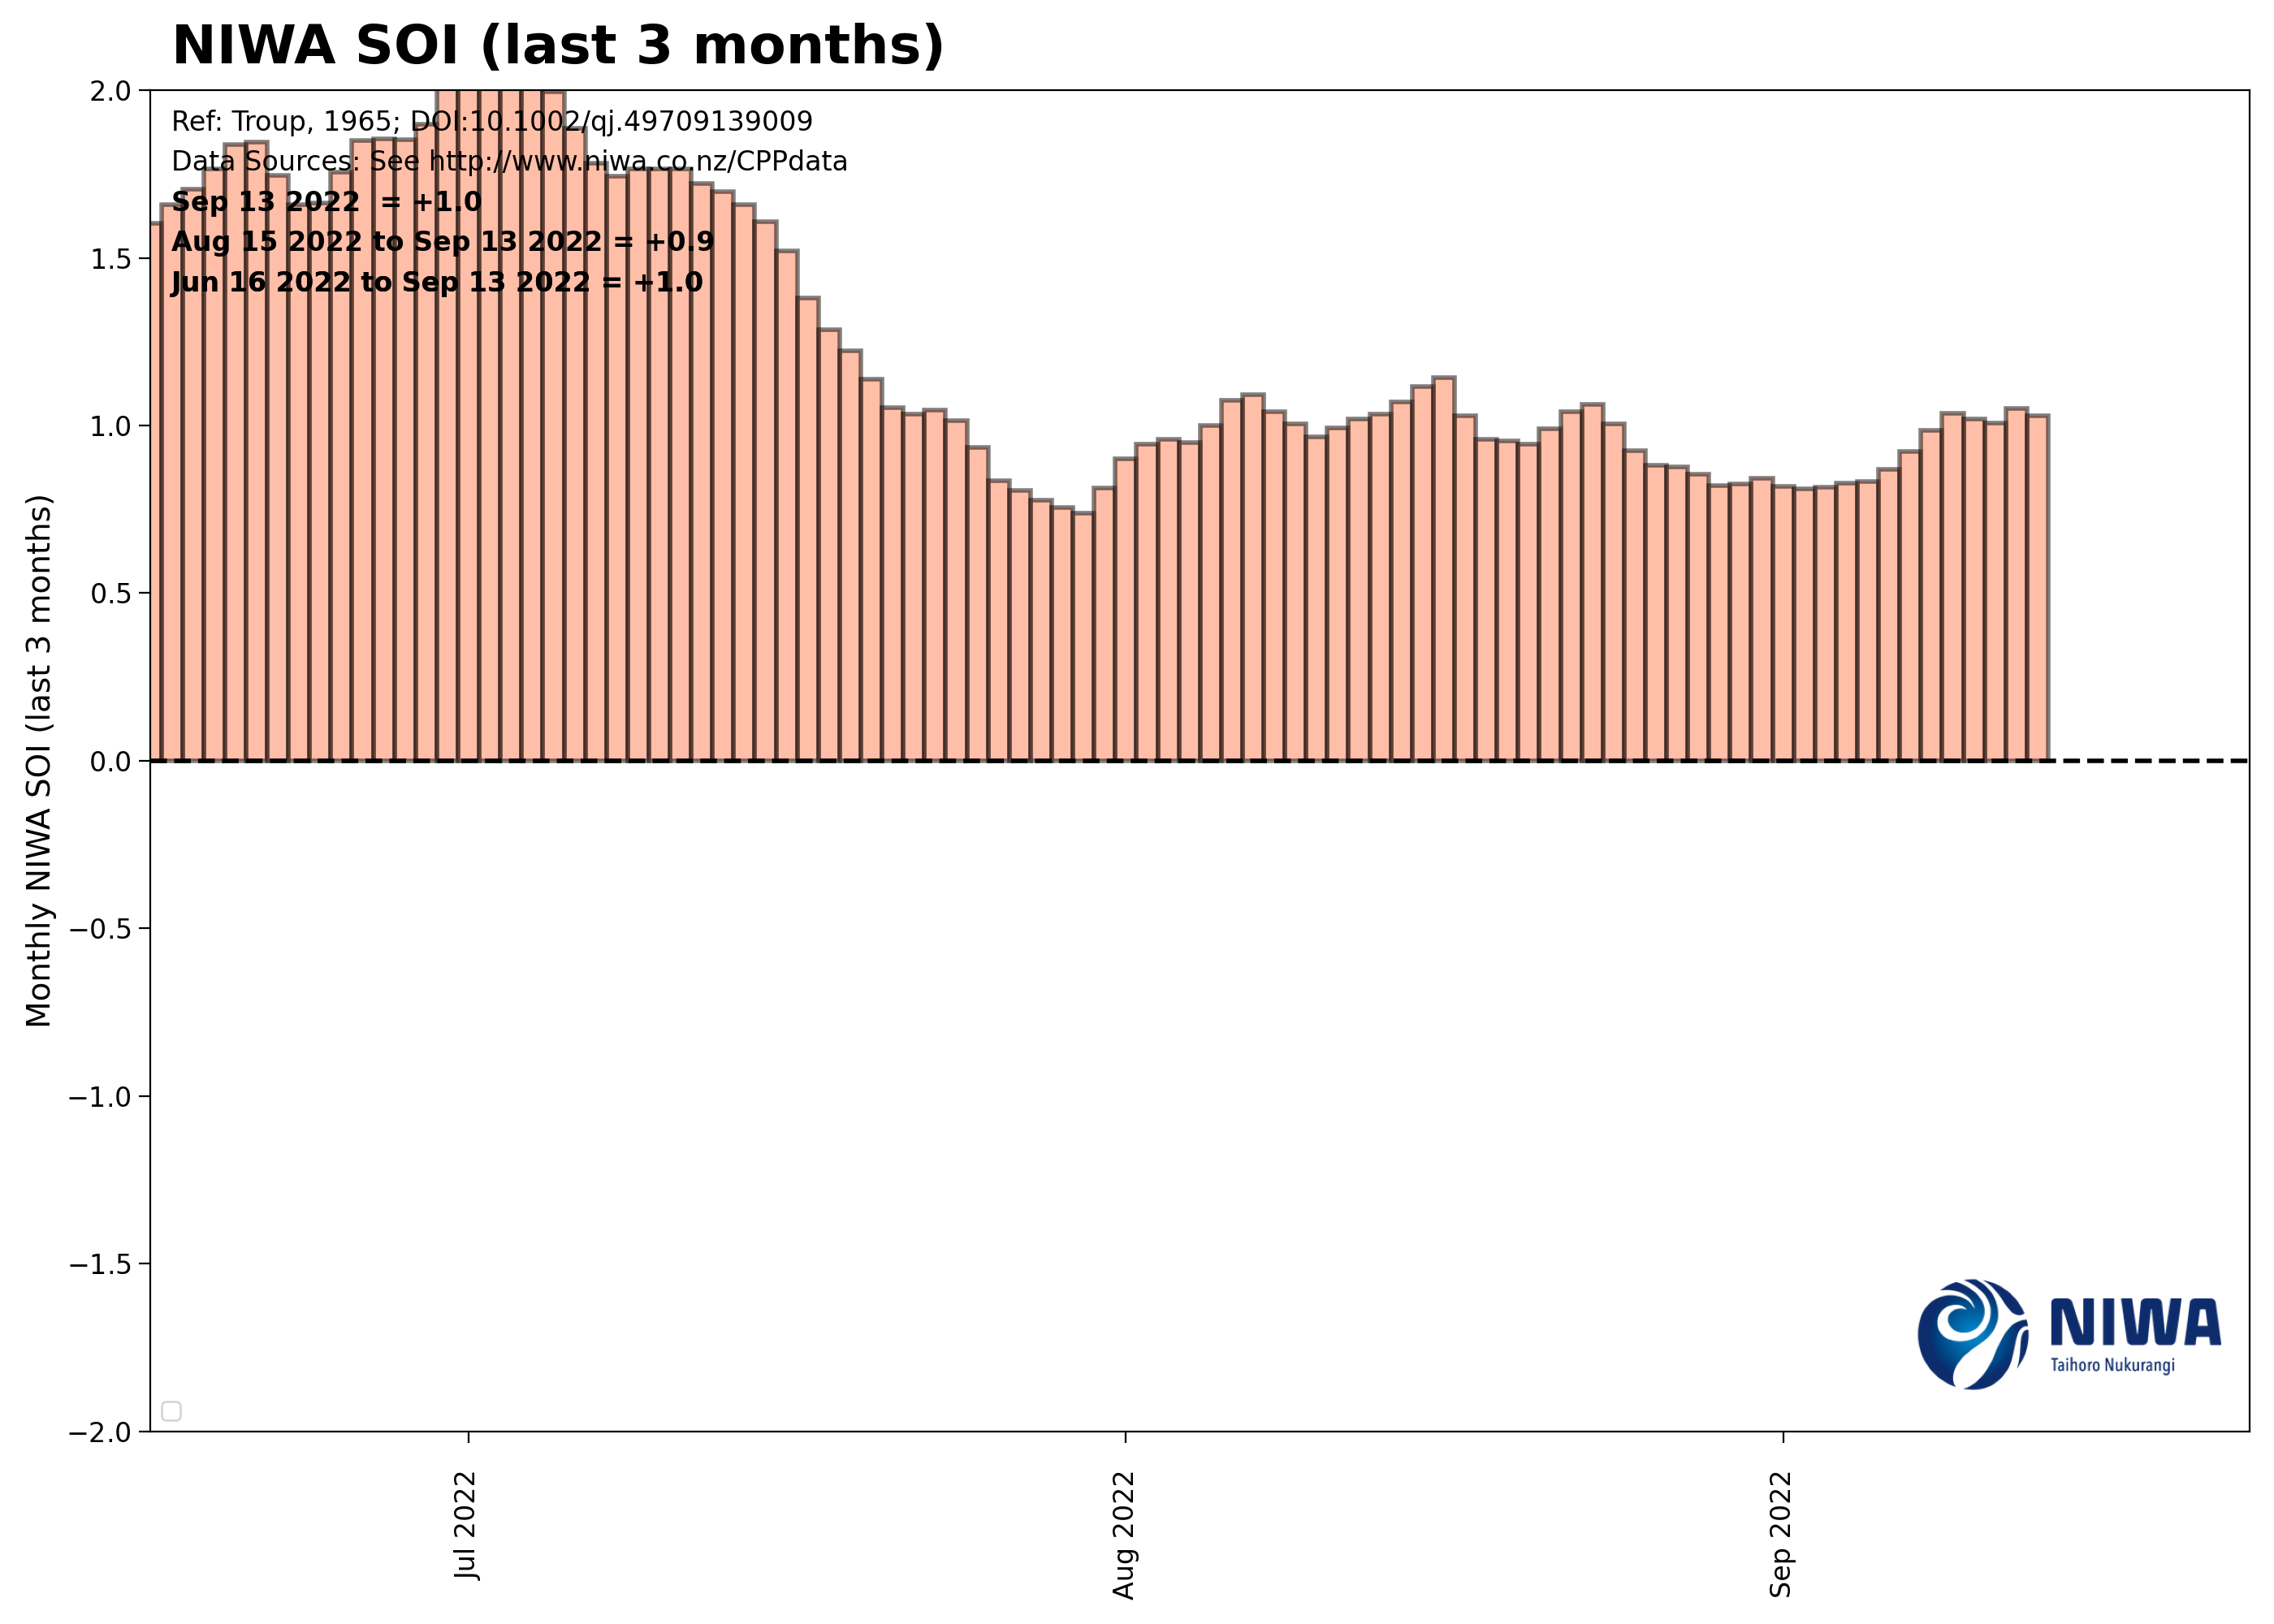 NIWA SOI (last 3 months)
Ref: Troup, 1965; DOI:10.1002/qj.49709139009
Data Sources: See http://www.niwa.co.nz/CPPdata
Sep 13 2022 = +1.0
Aug 15 2022 to Sep 13 2022 = +0.9
Jun 16 2022 to Sep 13 2022 = +1.0
Monthly NIWA SOI (last 3 months)
2.0
1.5
1.0
0.5
0.0
−0.5
−1.0
−1.5
−2.0
Jul 2022
Aug 2022
Sep 2022
NIWA
Taihoro Nukurangi